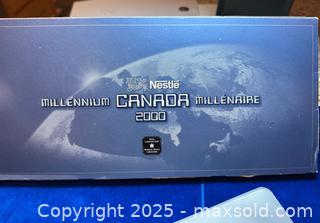 Nestlé
MILLENNIUM CANADA MILLÉNAIRE
2000
Copyright © 2025 - maxsold.com